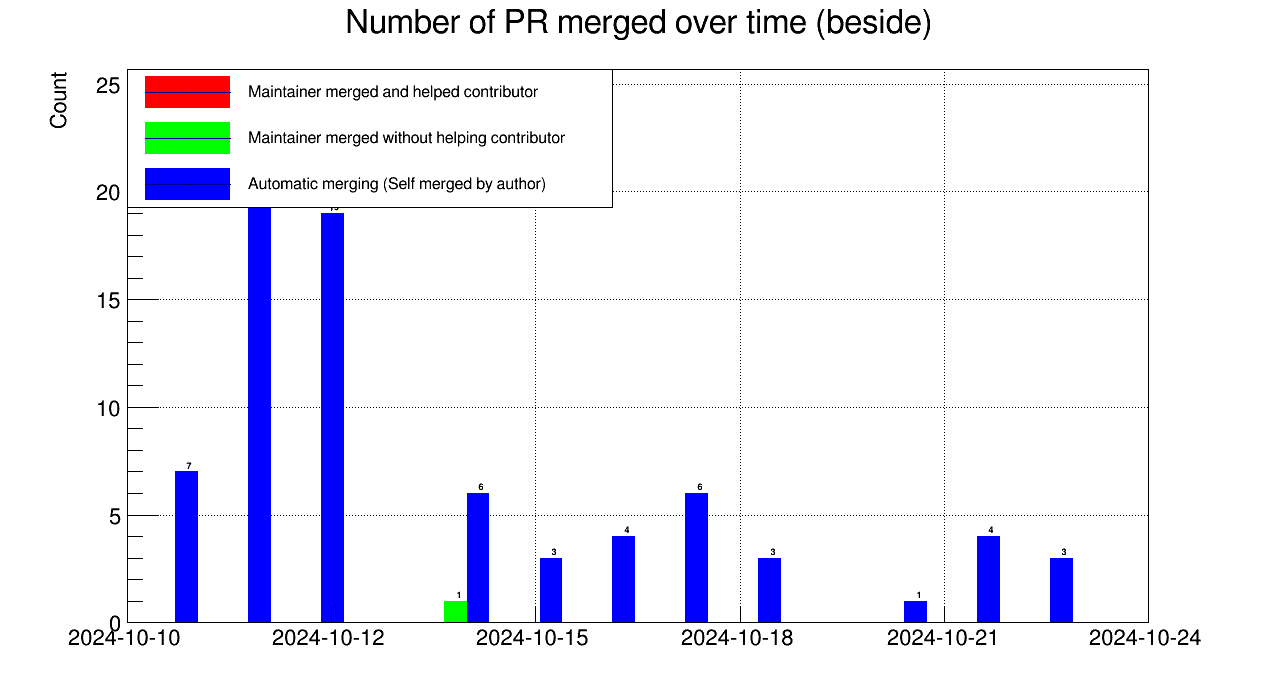 Number of PR merged over time (beside)
Count
25
Maintainer merged and helped contributor
Maintainer merged without helping contributor
Automatic merging (Self merged by author)
20
15
10
7
6
6
5
4
4
3
3
3
1
1
0
2024-10-10 2024-10-12 2024-10-15 2024-10-18 2024-10-21 2024-10-24